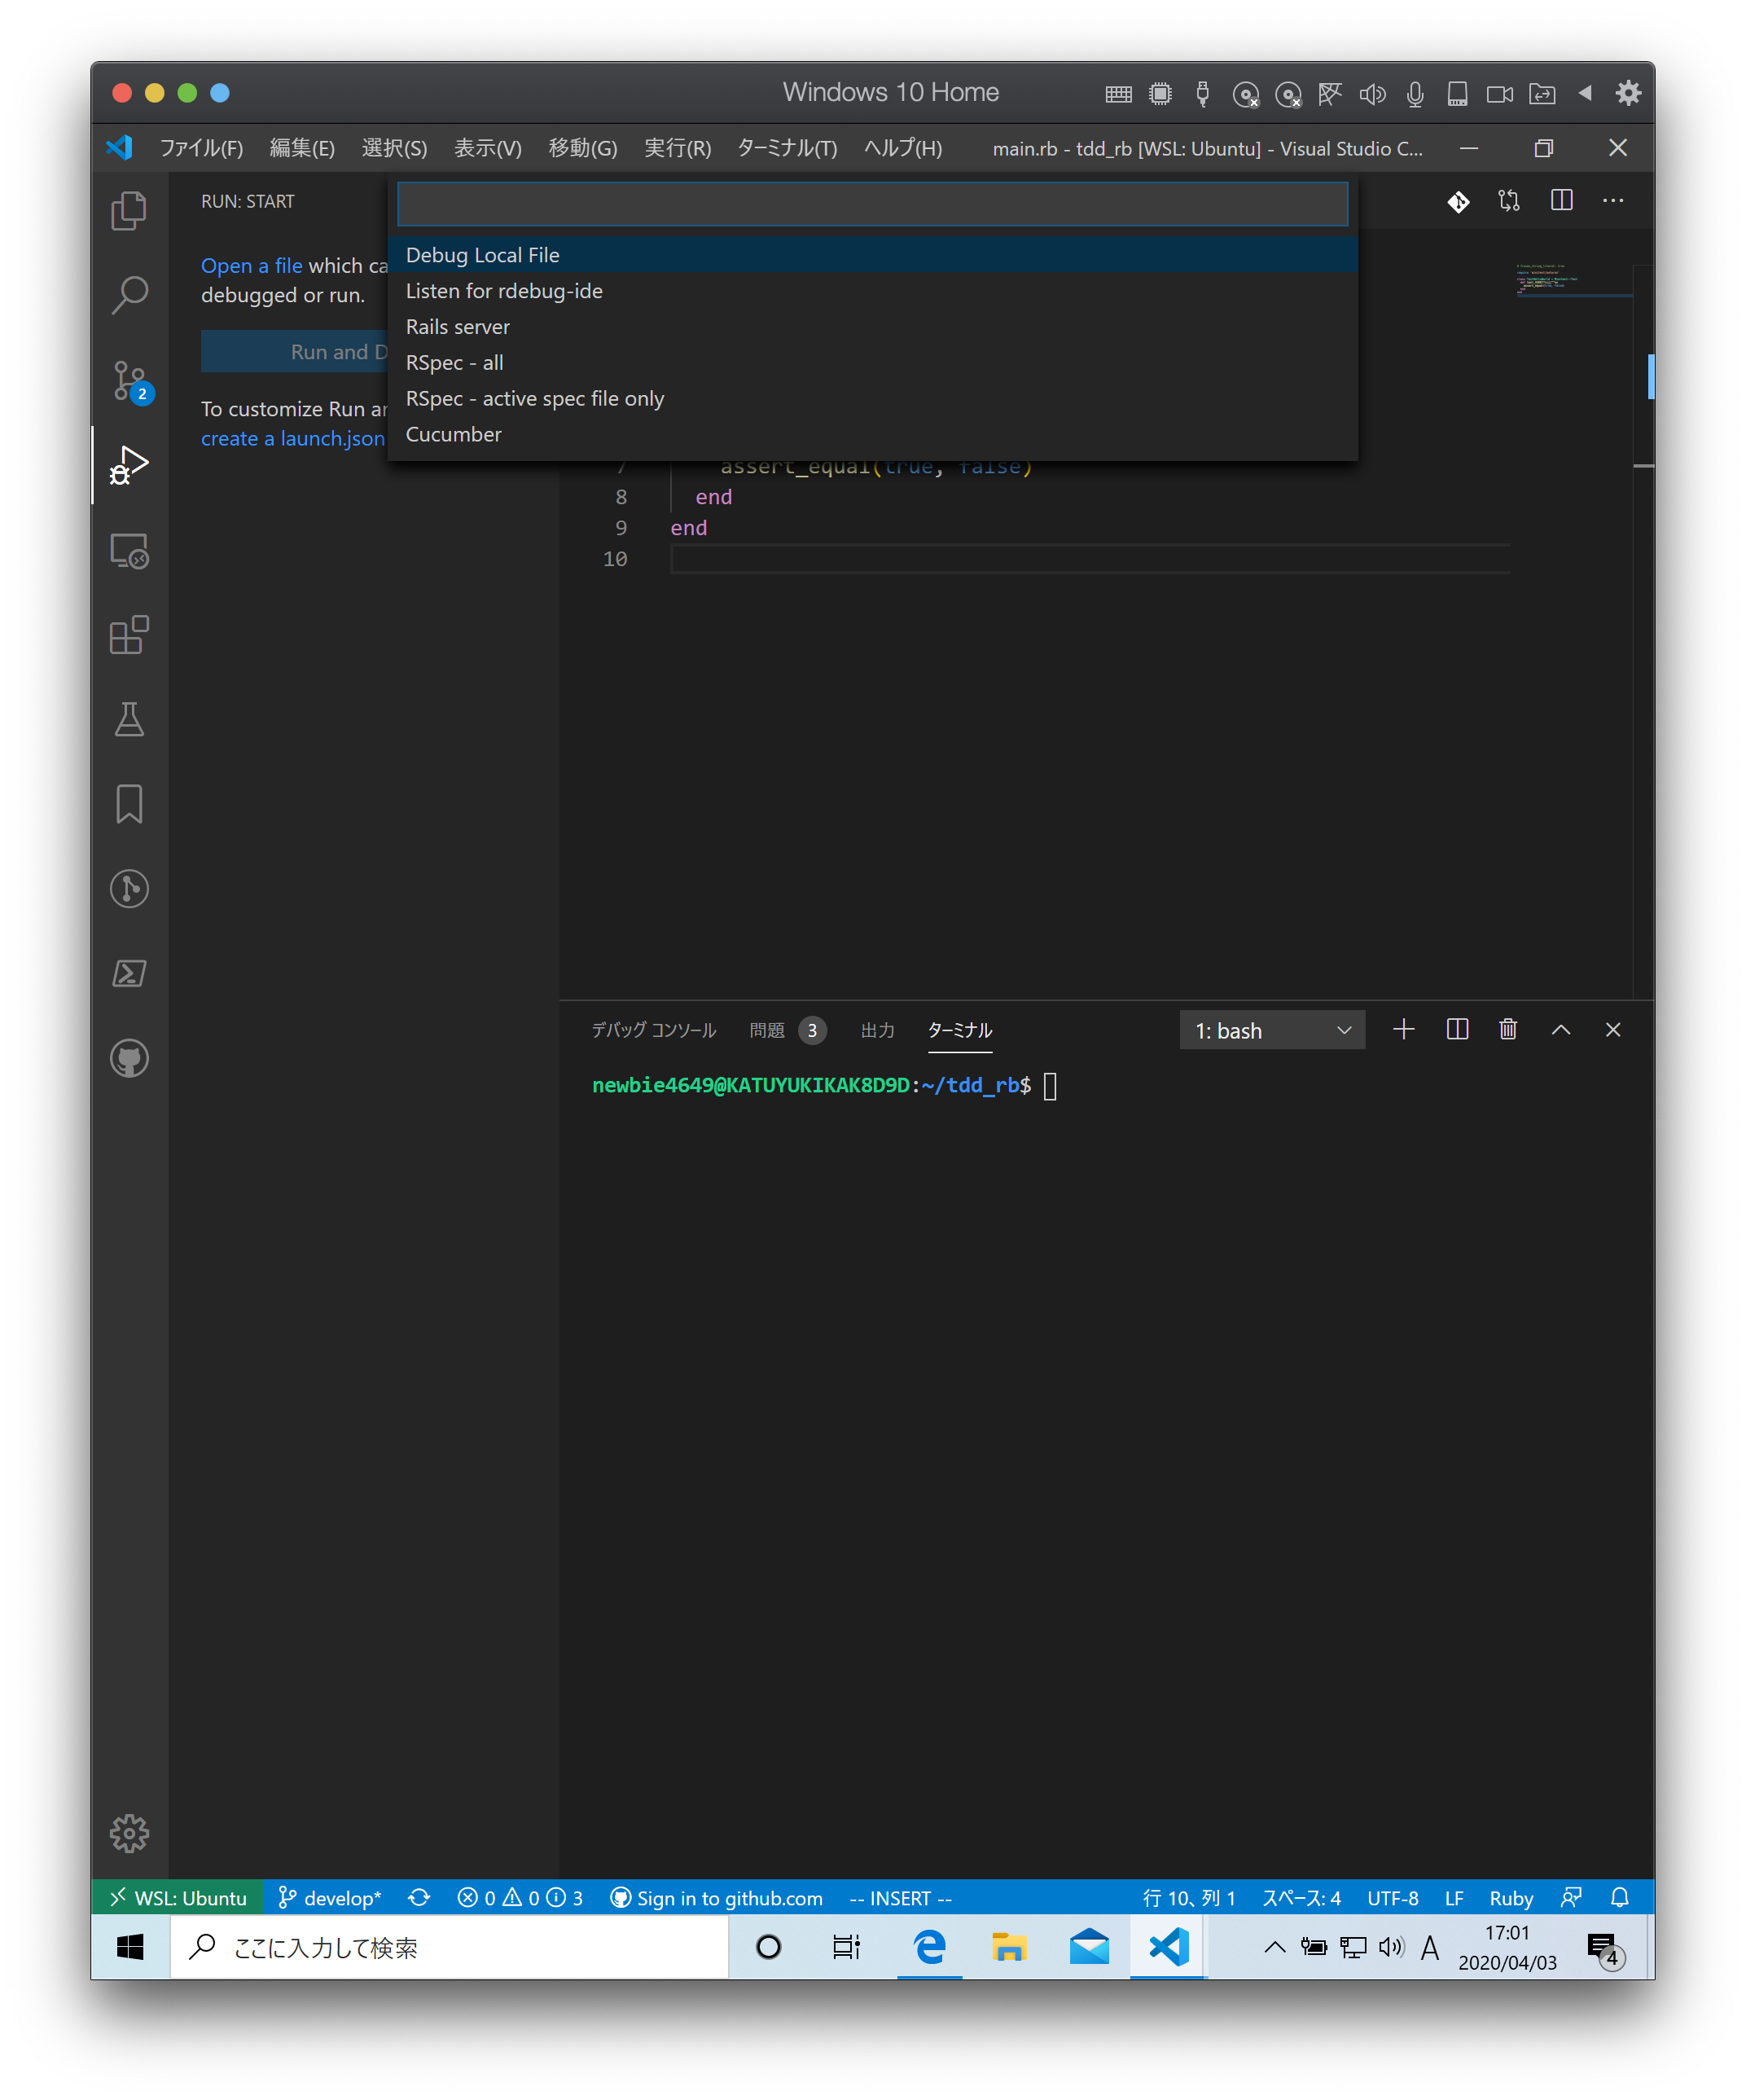 Windows 10 Home
ファイル(F) 編集(E) 選択(S) 表示(V) 移動(G) 実行(R) ターミナル(T) ヘルプ(H) main.rb - tdd_rb [WSL: Ubuntu] - Visual Studio C...
RUN: START
Open a file which ca
debugged or run.
Run and D
To customize Run an
create a launch.json
2
Debug Local File
Listen for rdebug-ide
Rails server
RSpec - all
RSpec - active spec file only
Cucumber
7 assert_equal(true, false)
8 end
9 end
10
デバッグ コンソール 問題 3 出力 ターミナル 1: bash
newbie4649@KATUYUKIKAK8D9D:~/tdd_rb$
WSL: Ubuntu develop* 0 0 3 Sign in to github.com -- INSERT -- 行 10、列 1 スペース: 4 UTF-8 LF Ruby
ここに入力して検索 A 17:01
2020/04/03 4